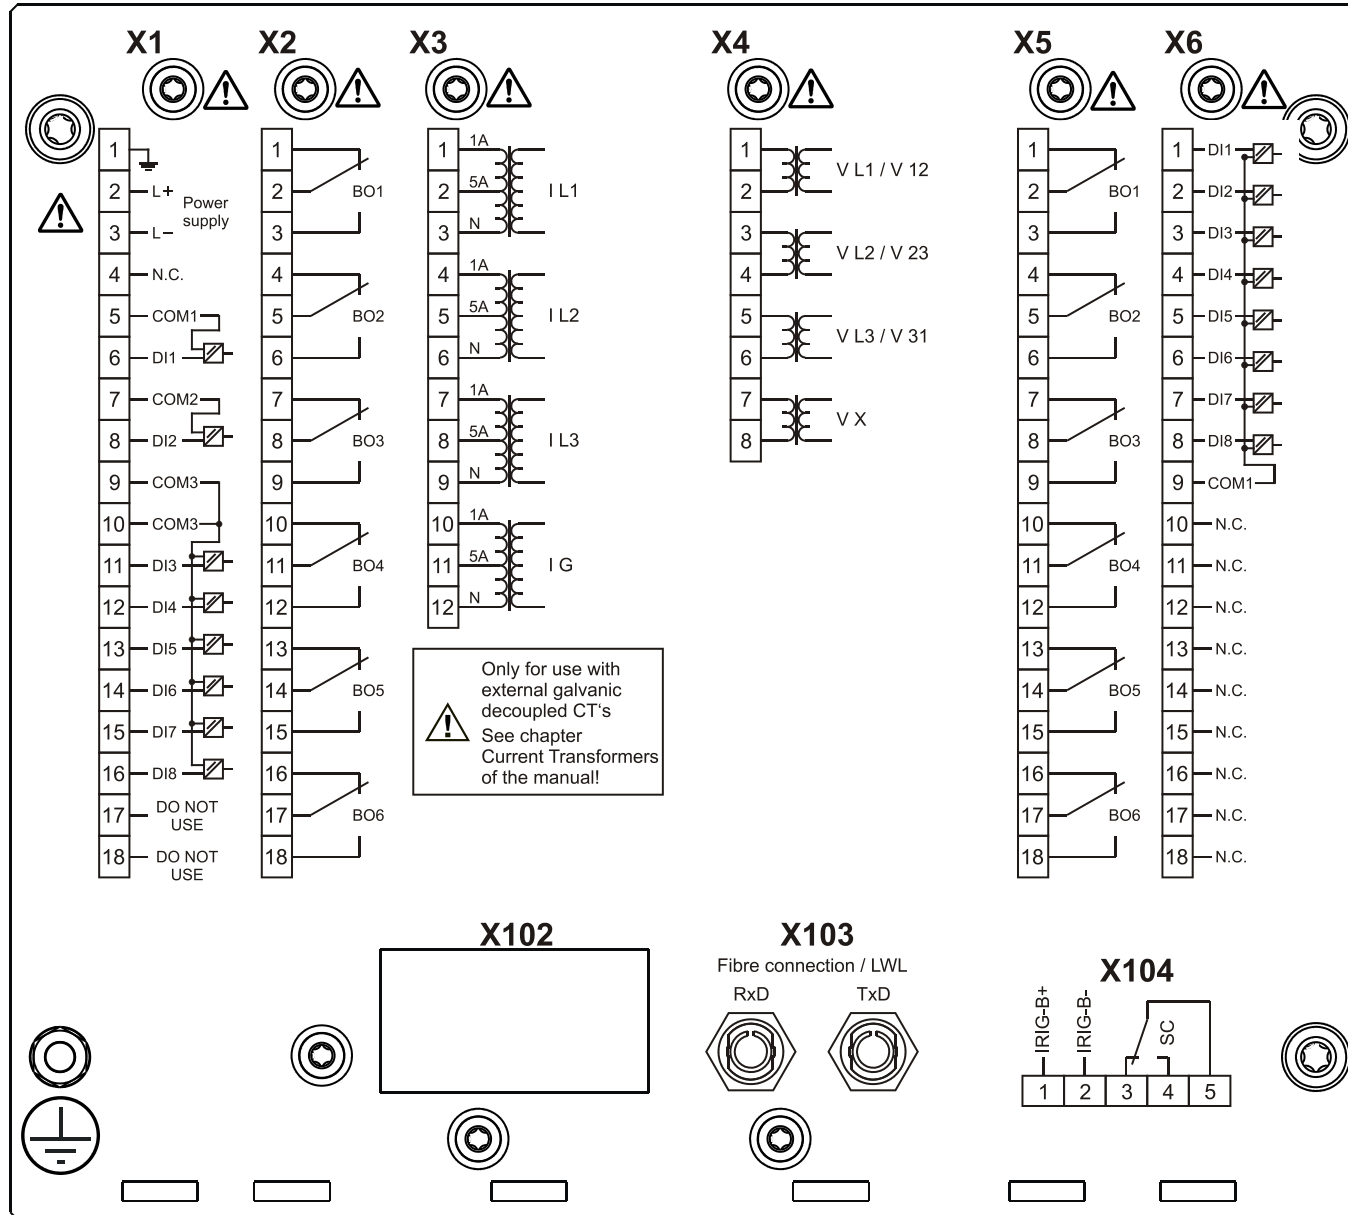 X1
X2
X3
X4
X5
X6
1
2 L+
Power
supply
3 L−
4 N.C.
5 COM1
6 DI1
7 COM2
8 DI2
9 COM3
10 COM3
11 DI3
12 DI4
13 DI5
14 DI6
15 DI7
16 DI8
17 DO NOT
USE
18 DO NOT
USE
1
2 BO1
3
4
5 BO2
6
7
8 BO3
9
10
11 BO4
12
13
14 BO5
15
16
17 BO6
18
1 1A
2 5A I L1
3 N
4 1A
5 5A I L2
6 N
7 1A
8 5A I L3
9 N
10 1A
11 5A I G
12 N
Only for use with
external galvanic
decoupled CT‘s
See chapter
Current Transformers
of the manual!
1
V L1 / V 12
2
3
V L2 / V 23
4
5
V L3 / V 31
6
7
V X
8
1
2 BO1
3
4
5 BO2
6
7
8 BO3
9
10
11 BO4
12
13
14 BO5
15
16
17 BO6
18
1 DI1
2 DI2
3 DI3
4 DI4
5 DI5
6 DI6
7 DI7
8 DI8
9 COM1
10 N.C.
11 N.C.
12 N.C.
13 N.C.
14 N.C.
15 N.C.
16 N.C.
17 N.C.
18 N.C.
X102
X103
Fibre connection / LWL
RxD TxD
X104
IRIG-B+
IRIG-B-
SC
1 2 3 4 5